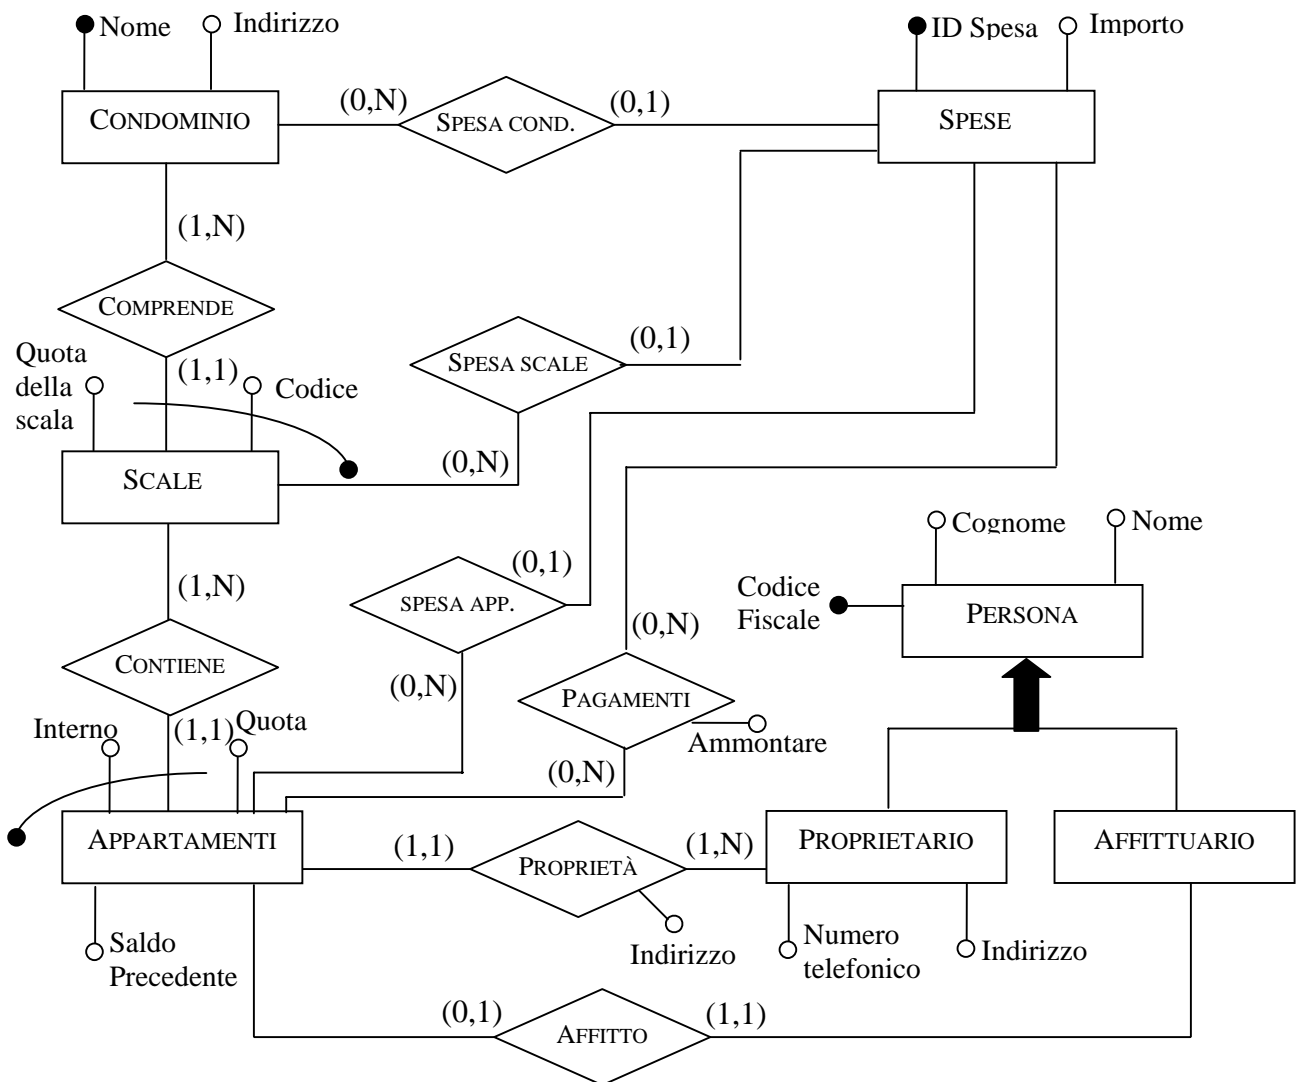 Nome
Indirizzo
ID Spesa
Importo
CONDOMINIO
(0,N)
SPESA COND.
(0,1)
SPESE
(1,N)
COMPRENDE
Quota
della
scala
(1,1)
Codice
SPESA SCALE
(0,1)
SCALE
(0,N)
(1,N)
SPESA APP.
(0,1)
Cognome
Nome
Codice
Fiscale
PERSONA
CONTIENE
(0,N)
(0,N)
PAGAMENTI
Ammontare
Interno
(1,1)
Quota
(0,N)
APPARTAMENTI
(1,1)
PROPRIETÀ
(1,N)
PROPRIETARIO
AFFITTUARIO
Saldo
Precedente
Indirizzo
Numero
telefonico
Indirizzo
(0,1)
AFFITTO
(1,1)